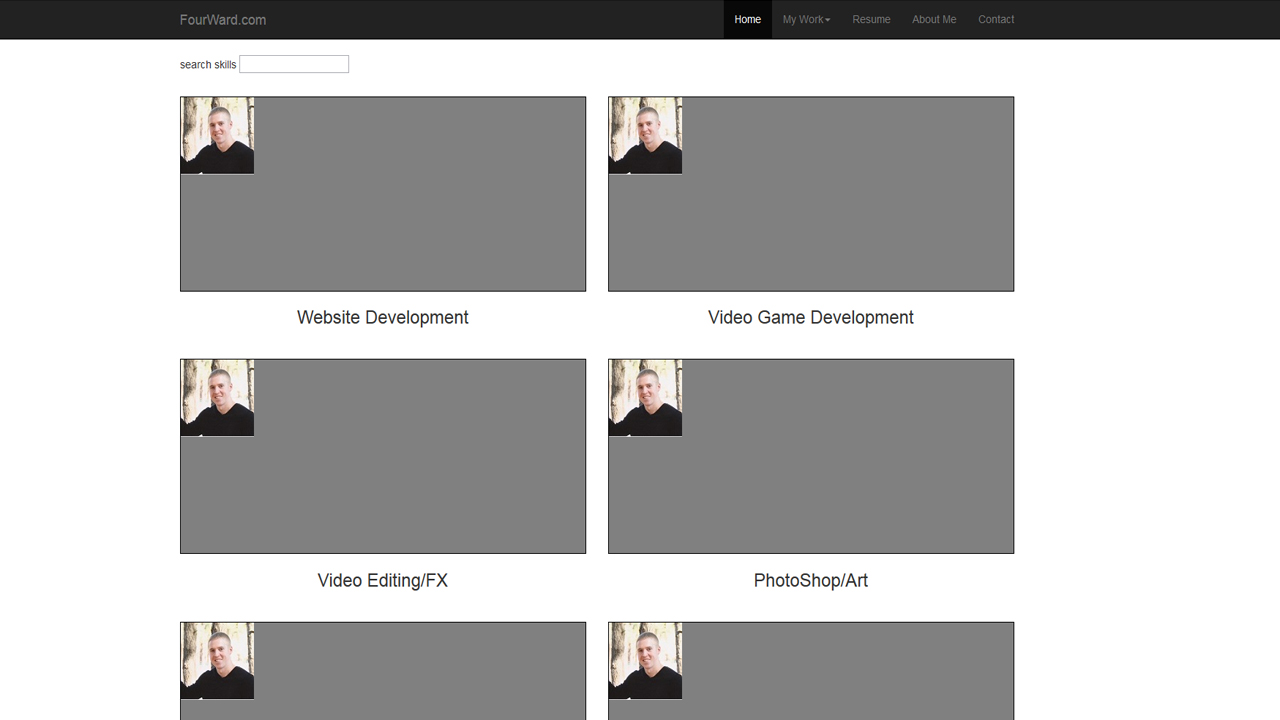 FourWard.com
Home My Work Resume About Me Contact
search skills
Website Development
Video Game Development
Video Editing/FX
PhotoShop/Art